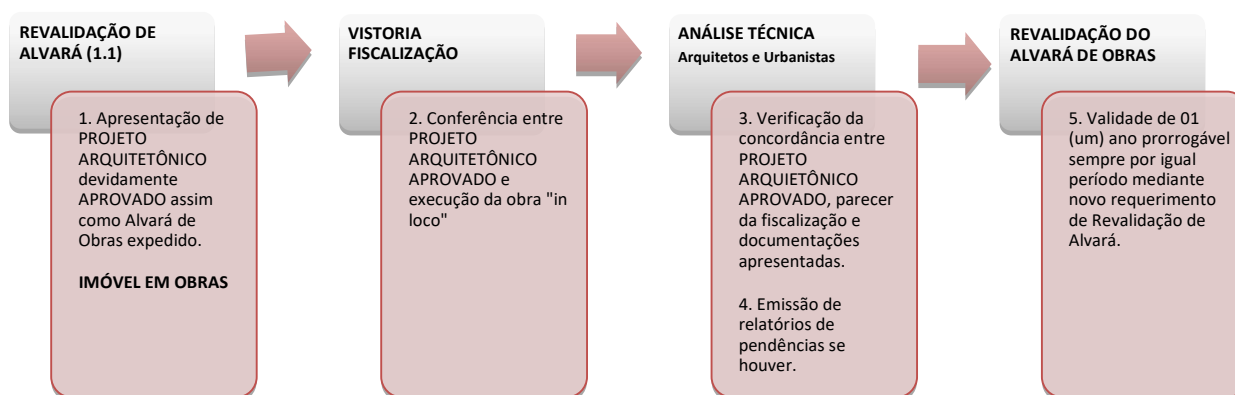 REVALIDAÇÃO DE
ALVARÁ (1.1)
1. Apresentação de
PROJETO
ARQUITETÔNICO
devidamente
APROVADO assim
como Alvará de
Obras expedido.
IMÓVEL EM OBRAS
VISTORIA
FISCALIZAÇÃO
2. Conferência entre
PROJETO
ARQUITETÔNICO
APROVADO e
execução da obra "in
loco"
ANÁLISE TÉCNICA
Arquitetos e Urbanistas
3. Verificação da
concordância entre
PROJETO
ARQUIETÔNICO
APROVADO, parecer
da fiscalização e
documentações
apresentadas.
4. Emissão de
relatórios de
pendências se
houver.
REVALIDAÇÃO DO
ALVARÁ DE OBRAS
5. Validade de 01
(um) ano prorrogável
sempre por igual
período mediante
novo requerimento
de Revalidação de
Alvará.